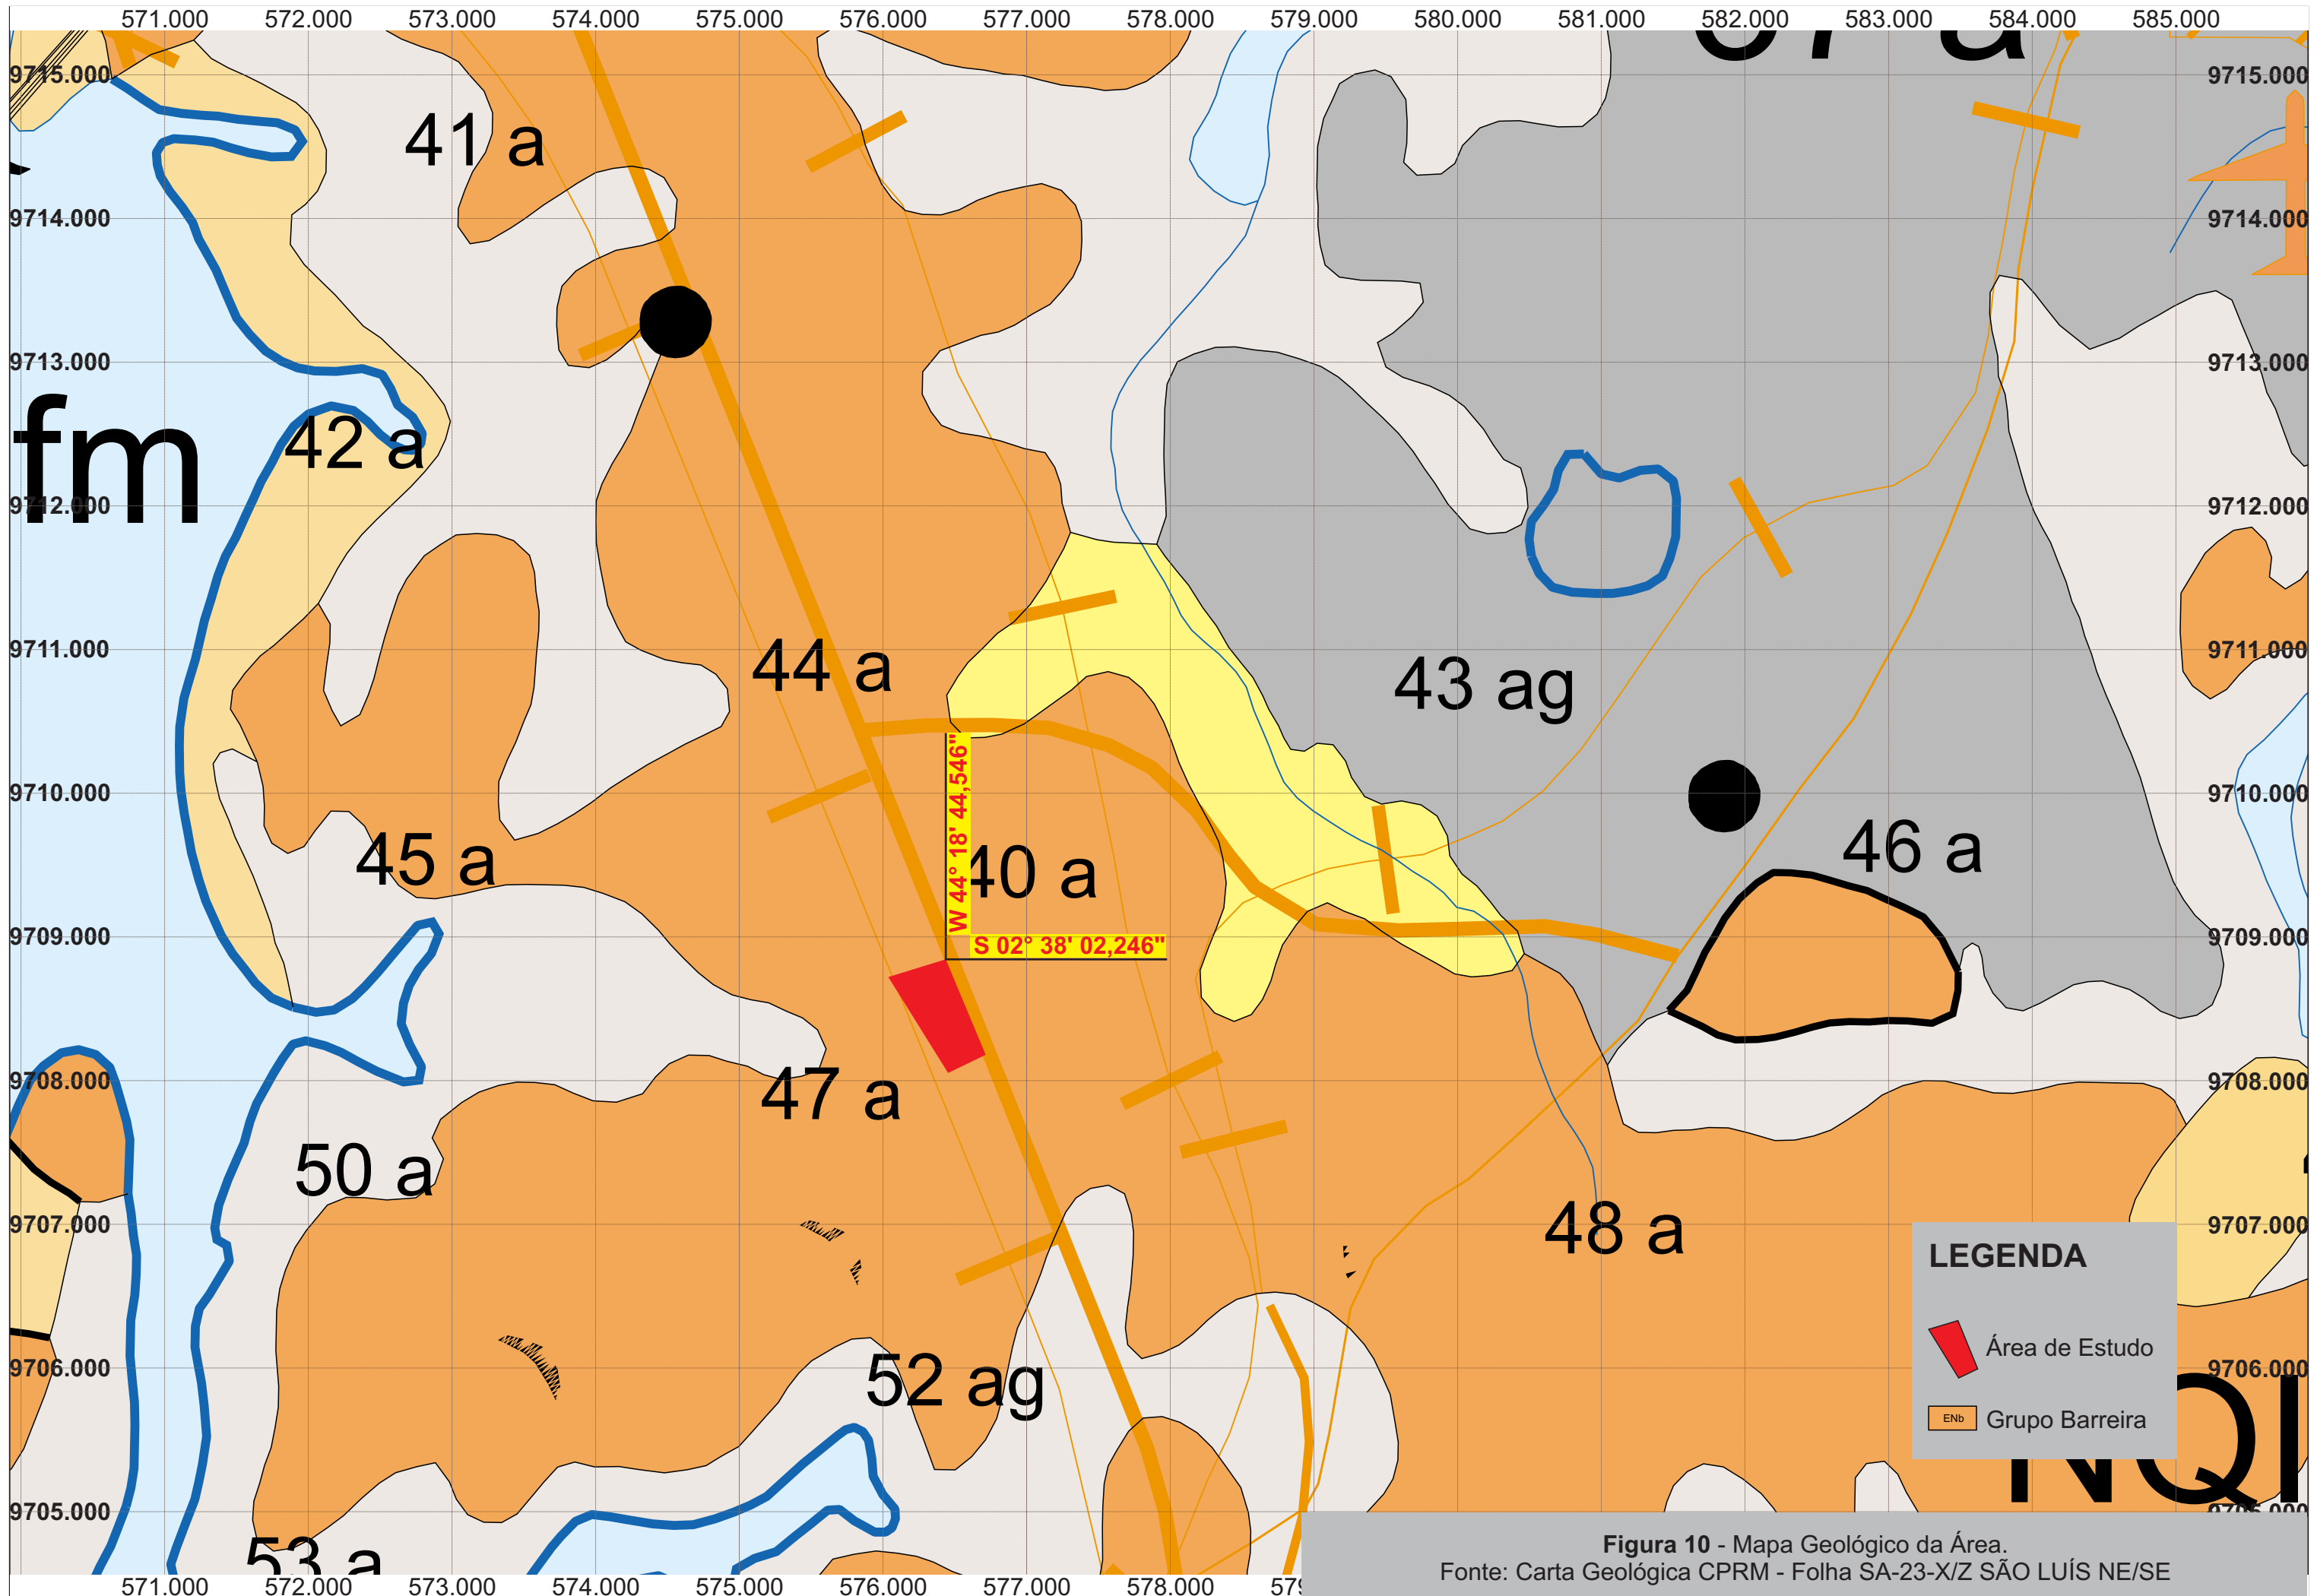 571.000 572.000 573.000 574.000 575.000 576.000 577.000 578.000 579.000 580.000 581.000 582.000 583.000 584.000 585.000
9715.000 9715.000
41 a
9714.000 9714.000
9713.000 9713.000
fm
42 a
9712.000 9712.000
9711.000 9711.000
44 a
43 ag
9710.000 9710.000
W 44° 18' 44,546"
45 a
40 a
46 a
9709.000 9709.000
S 02° 38' 02,246"
9708.000 9708.000
47 a
50 a
9707.000 9707.000
48 a
LEGENDA
Área de Estudo
ENb Grupo Barreira
9706.000 9706.000
52 ag
NQl
9705.000
53 a
Figura 10 - Mapa Geológico da Área.
Fonte: Carta Geológica CPRM - Folha SA-23-X/Z SÃO LUÍS NE/SE
571.000 572.000 573.000 574.000 575.000 576.000 577.000 578.000